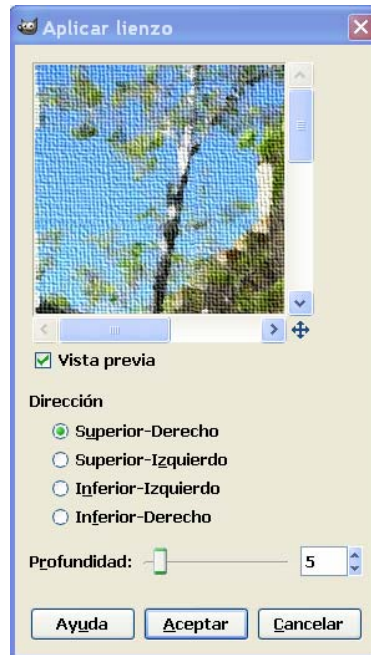 Aplicar lienzo
Vista previa
Dirección
Superior-Derecho
Superior-Izquierdo
Inferior-Izquierdo
Inferior-Derecho
Profundidad: 5
Ayuda Aceptar Cancelar